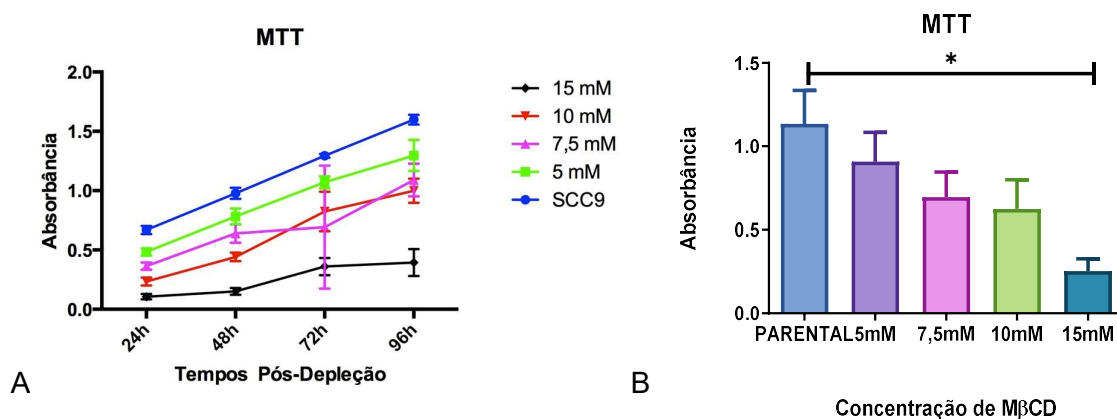 MTT
Absorbância
2.0
1.5
1.0
0.5
0.0
24h
48h
72h
96h
Tempos Pós-Depleção
15 mM
10 mM
7,5 mM
5 mM
SCC9
A
MTT
*
Absorbância
1.5
1.0
0.5
0.0
PARENTAL 5mM 7,5mM 10mM 15mM
Concentração de MβCD
B